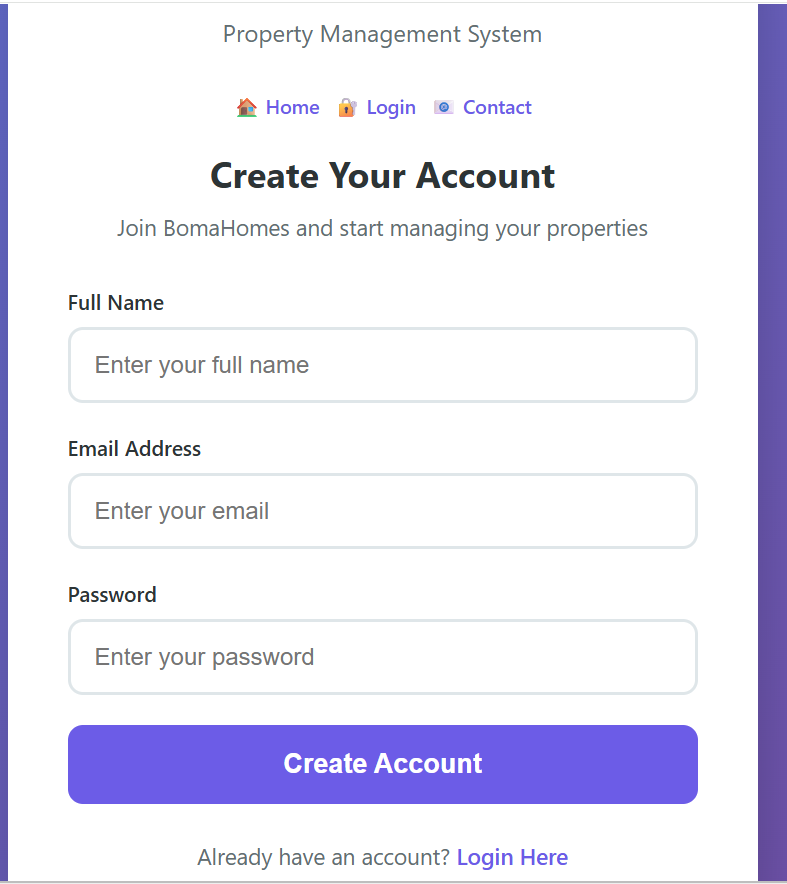 Property Management System
Home Login Contact
Create Your Account
Join BomaHomes and start managing your properties
Full Name
Enter your full name
Email Address
Enter your email
Password
Enter your password
Create Account
Already have an account? Login Here